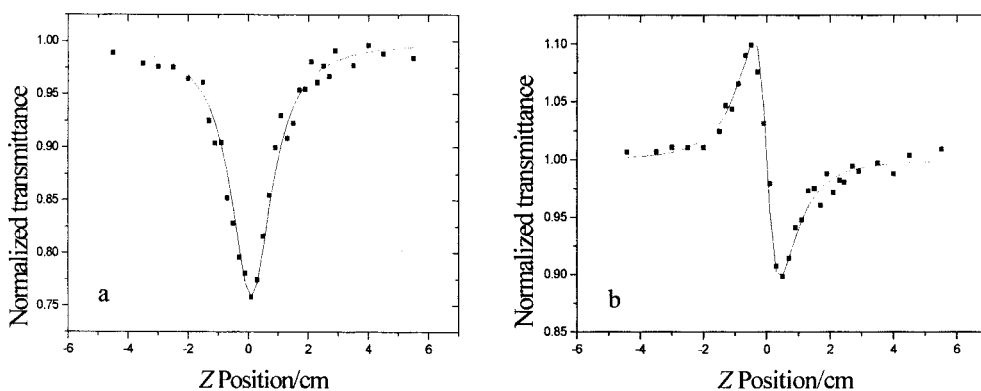 1.00
0.95
0.90
0.85
0.80
0.75
Normalized transmittance
a
-6 -4 -2 0 2 4 6
Z Position/cm
1.10
1.05
1.00
0.95
0.90
0.85
Normalized transmittance
b
-6 -4 -2 0 2 4 6
Z Position/cm